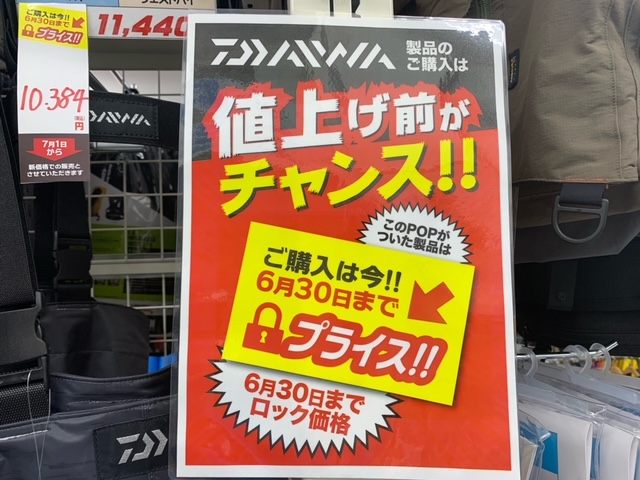 ご購入は今!!
6月30日まで
プライス!!
10.384
(税込)
円
7月1日
から
新価格での販売と
させていただきます
11,440
DAIWA
DAIWA
製品の
ご購入は
値上げ前が
チャンス!!
このPOPが
ついた製品は
ご購入は今!!
6月30日まで
プライス!!
6月30日まで
ロック価格